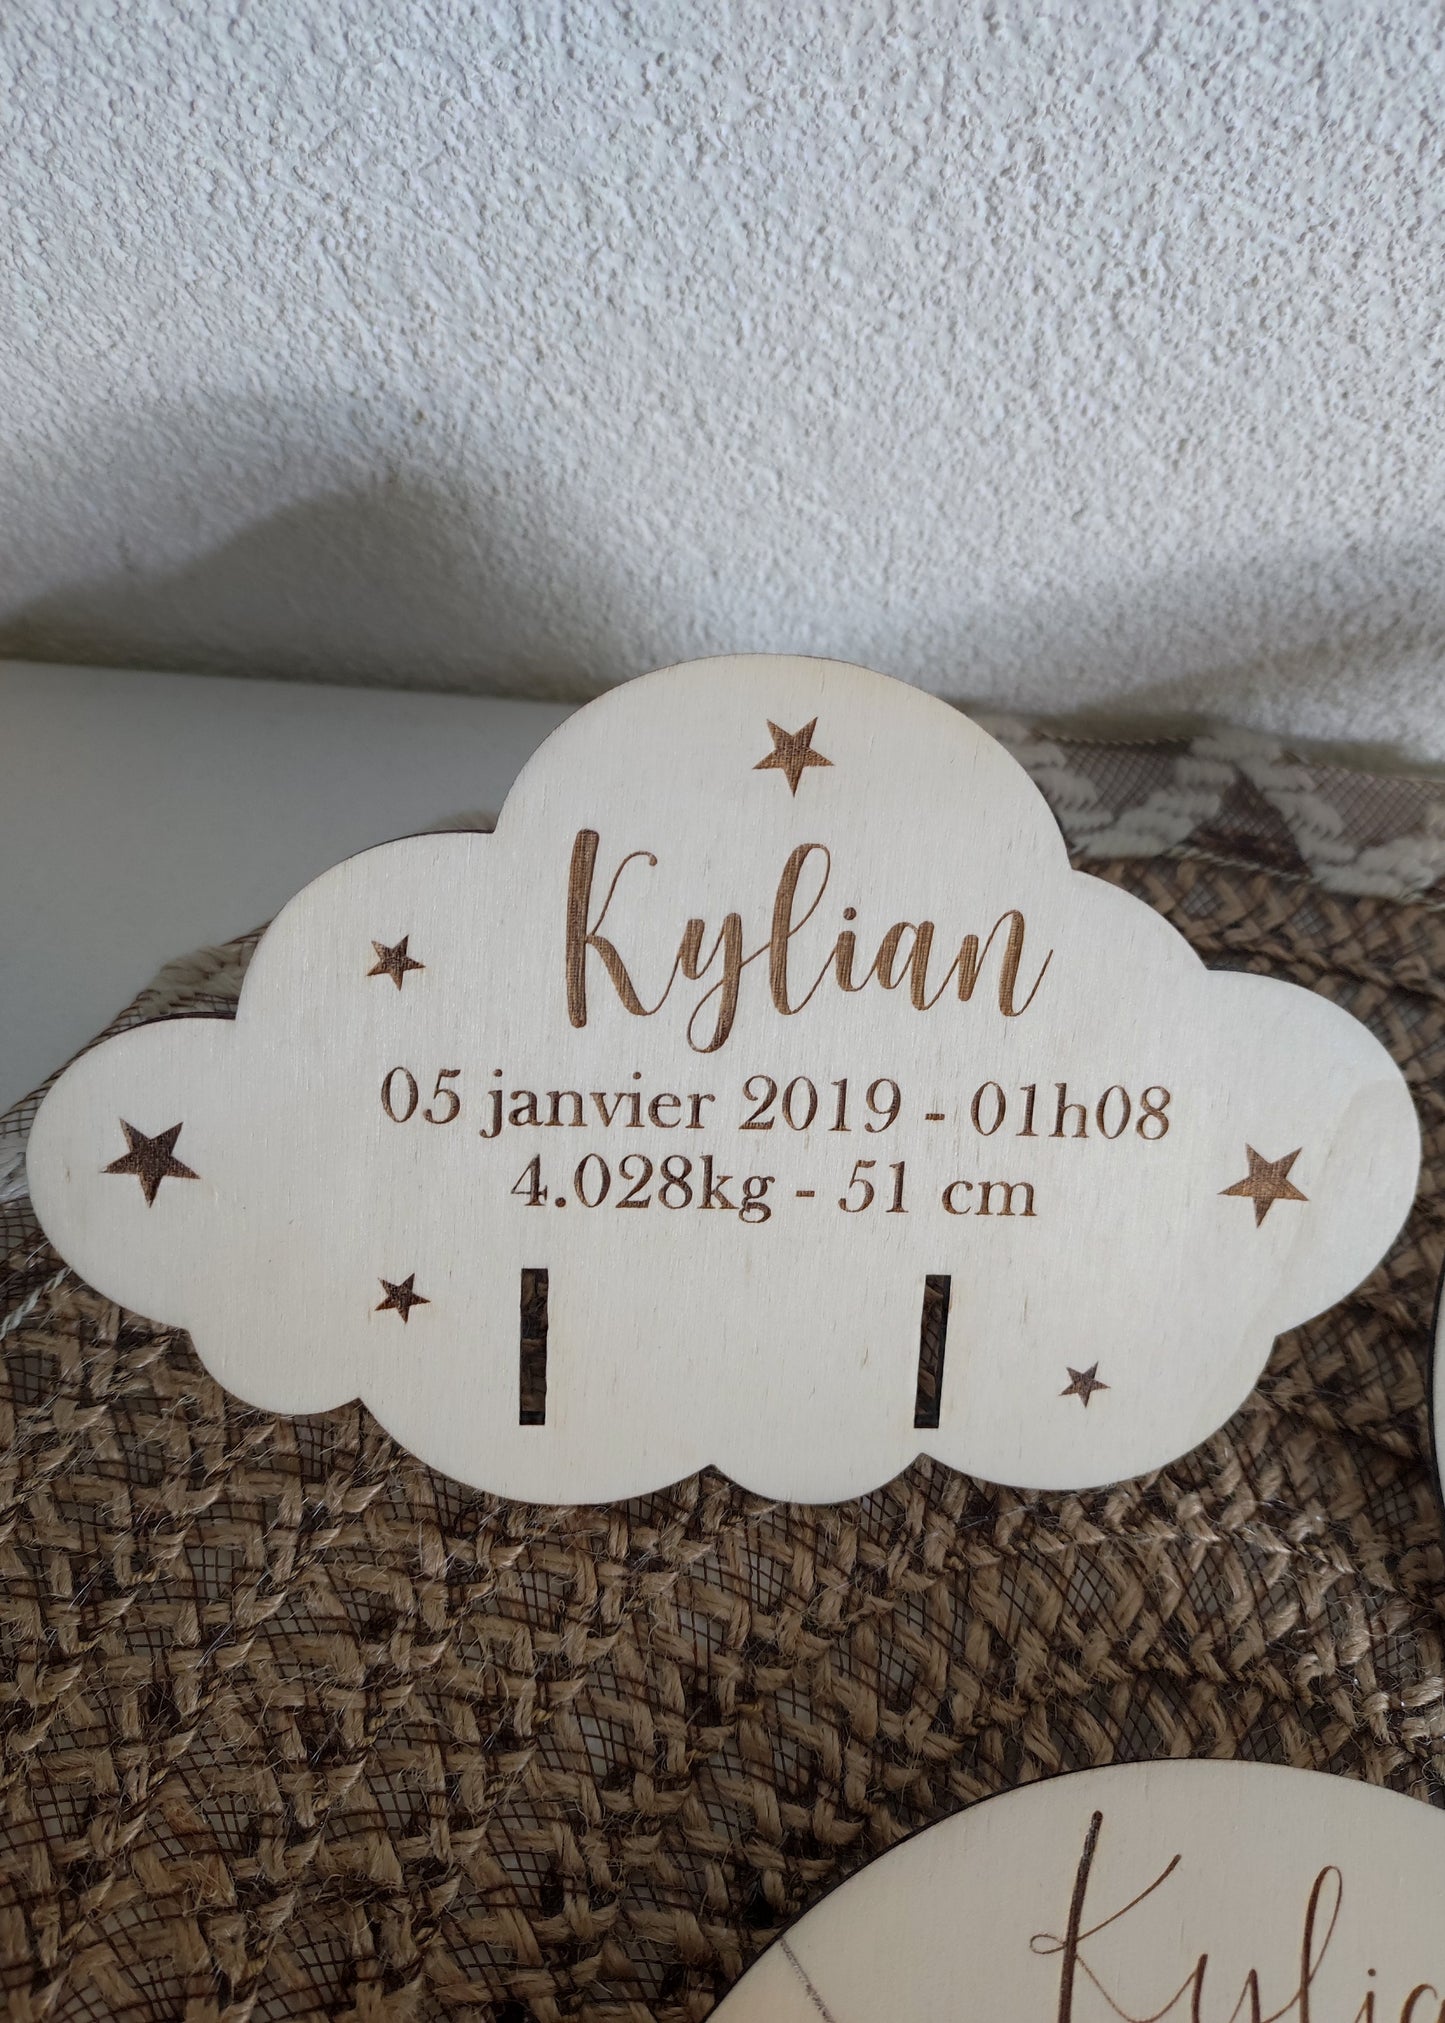 Kylian
05 janvier 2019 - 01h08
4.028kg - 51 cm